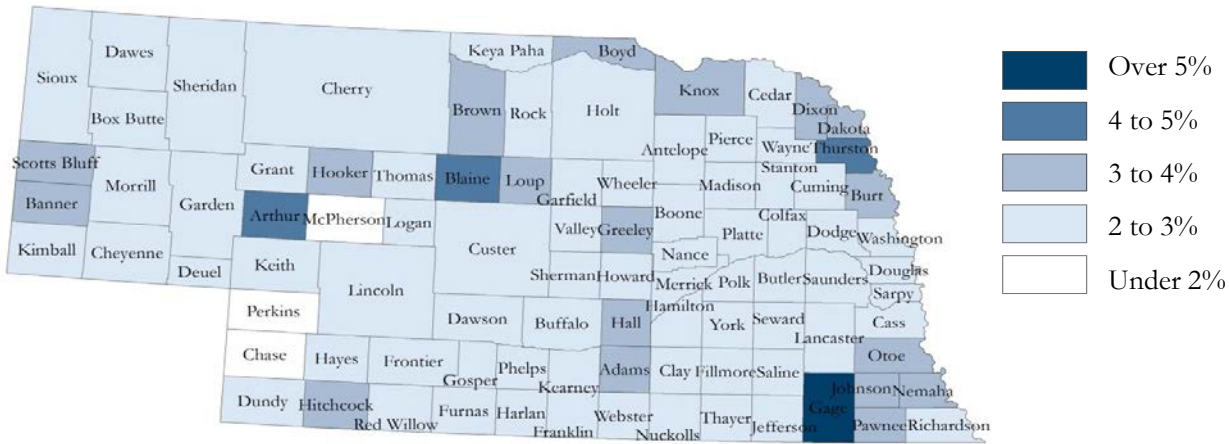 Keya Paha
Boyd
Dawes
Sioux
Sheridan
Cherry
Brown
Rock
Holt
Knox
Cedar
Dixon
Dakota
Box Butte
Antelope
Pierce
Wayne
Thurston
Scotts Bluff
Grant
Hooker
Thomas
Blaine
Loup
Garfield
Wheeler
Madison
Stanton
Cuming
Burt
Morrill
Banner
Garden
Arthur
McPherson
Logan
Custer
Valley
Greeley
Boone
Platte
Colfax
Dodge
Washington
Kimball
Cheyenne
Deuel
Keith
Lincoln
Sherman
Howard
Nance
Merrick
Polk
Butler
Saunders
Douglas
Sarpy
Perkins
Dawson
Buffalo
Hall
Hamilton
York
Seward
Lancaster
Cass
Otoe
Chase
Hayes
Frontier
Gosper
Phelps
Kearney
Adams
Clay
Fillmore
Saline
Gage
Johnson
Nemaha
Dundy
Hitchcock
Red Willow
Furnas
Harlan
Franklin
Webster
Nuckolls
Thayer
Jefferson
Pawnee
Richardson
Over 5%
4 to 5%
3 to 4%
2 to 3%
Under 2%